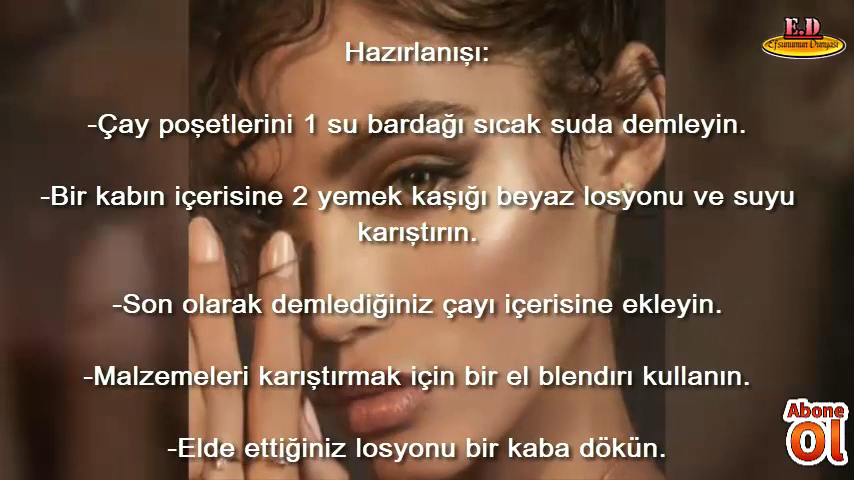 E.D
Efsunumun Dünyası
Hazırlanışı:
-Çay poşetlerini 1 su bardağı sıcak suda demleyin.
-Bir kabın içerisine 2 yemek kaşığı beyaz losyonu ve suyu
karıştırın.
-Son olarak demlediğiniz çayı içerisine ekleyin.
-Malzemeleri karıştırmak için bir el blendırı kullanın.
-Elde ettiğiniz losyonu bir kaba dökün.
Abone
Ol